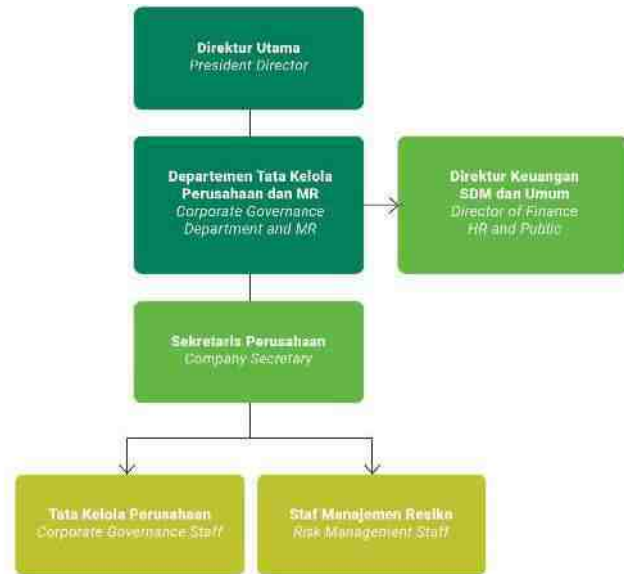 Direktur Utama
President Director
Departemen Tata Kelola
Perusahaan dan MR
Corporate Governance
Department and MR
Direktur Keuangan
SDM dan Umum
Director of Finance
HR and Public
Sekretaris Perusahaan
Company Secretary
Tata Kelola Perusahaan
Corporate Governance Staff
Staf Manajemen Resiko
Risk Management Staff